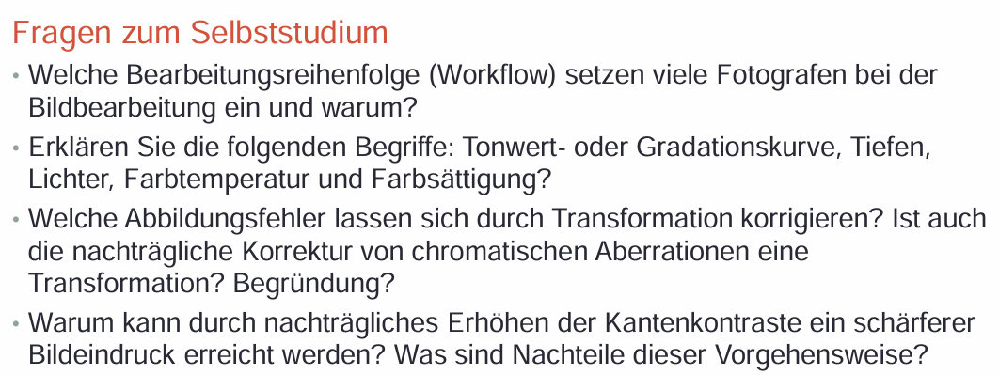 Fragen zum Selbststudium
• Welche Bearbeitungsreihenfolge (Workflow) setzen viele Fotografen bei der
Bildbearbeitung ein und warum?
• Erklären Sie die folgenden Begriffe: Tonwert- oder Gradationskurve, Tiefen,
Lichter, Farbtemperatur und Farbsättigung?
• Welche Abbildungsfehler lassen sich durch Transformation korrigieren? Ist auch
die nachträgliche Korrektur von chromatischen Aberrationen eine
Transformation? Begründung?
• Warum kann durch nachträgliches Erhöhen der Kantenkontraste ein schärferer
Bildeindruck erreicht werden? Was sind Nachteile dieser Vorgehensweise?